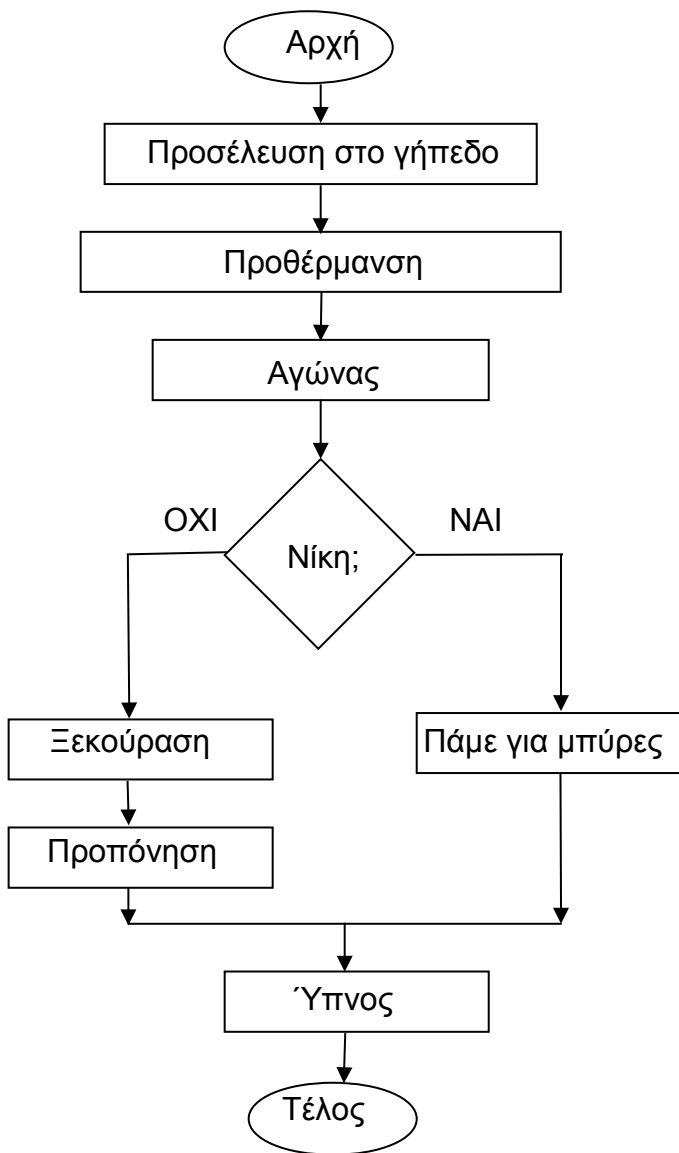 Αρχή
Προσέλευση στο γήπεδο
Προθέρμανση
Αγώνας
ΟΧΙ
ΝΑΙ
Νίκη;
Ξεκούραση
Πάμε για μπύρες
Προπόνηση
Ύπνος
Τέλος